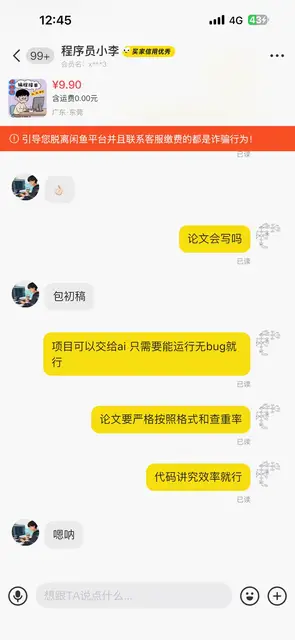 12:45
4G
43
99+
程序员小李
买家信用优秀
会员名：x***3
¥9.90
含运费0.00元
广东·东莞
引导您脱离闲鱼平台并且联系客服缴费的都是诈骗行为！
已读
👌🏻
论文会写吗
已读
包初稿
项目可以交给ai 只需要能运行无bug就
行
已读
论文要严格按照格式和查重率
已读
代码讲究效率就行
已读
嗯呐
想跟TA说点什么...